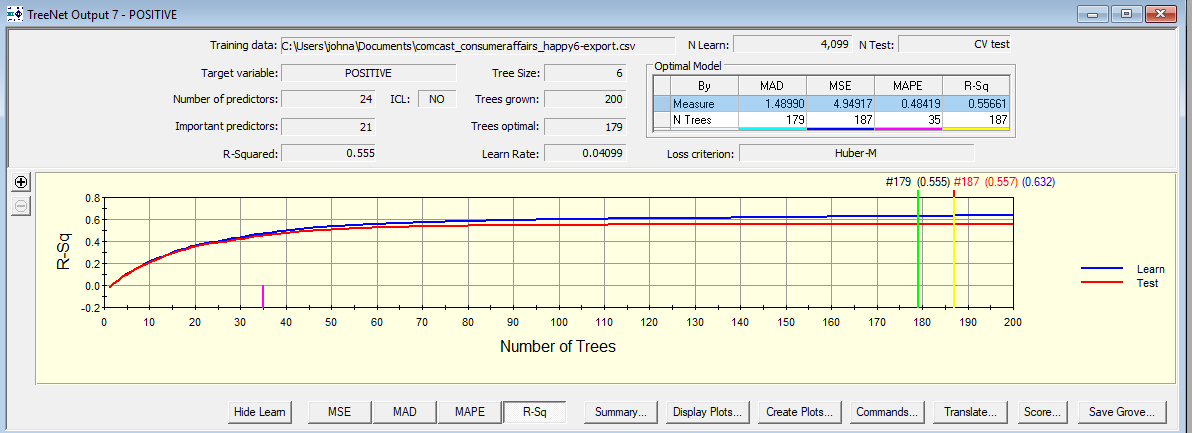 TreeNet Output 7 - POSITIVE
Training data: C:\Users\johna\Documents\comcast_consumeraffairs_happy6-export.csv N Learn: 4,099 N Test: CV test
Target variable: POSITIVE Tree Size: 6
Number of predictors: 24 ICL: NO Trees grown: 200
Important predictors: 21 Trees optimal: 179
R-Squared: 0.555 Learn Rate: 0.04099 Loss criterion: Huber-M
Optimal Model
By MAD MSE MAPE R-Sq
Measure 1.48990 4.94917 0.48419 0.55661
N Trees 179 187 35 187
#179 (0.555) #187 (0.557) (0.632)
R-Sq
0.8
0.6
0.4
0.2
0.0
-0.2
0 10 20 30 40 50 60 70 80 90 100 110 120 130 140 150 160 170 180 190 200
Number of Trees
Learn
Test
Hide Learn MSE MAD MAPE R-Sq Summary... Display Plots... Create Plots... Commands... Translate... Score... Save Grove...